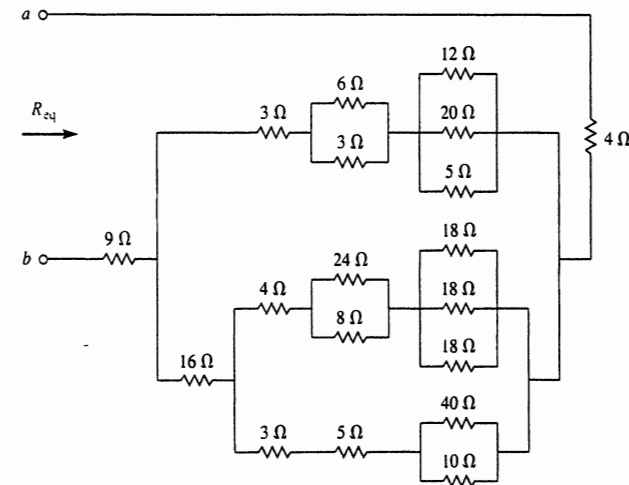 a
12 Ω
6 Ω
R_eq
3 Ω
20 Ω
4 Ω
3 Ω
5 Ω
9 Ω
18 Ω
b
24 Ω
4 Ω
18 Ω
8 Ω
18 Ω
16 Ω
40 Ω
3 Ω
5 Ω
10 Ω